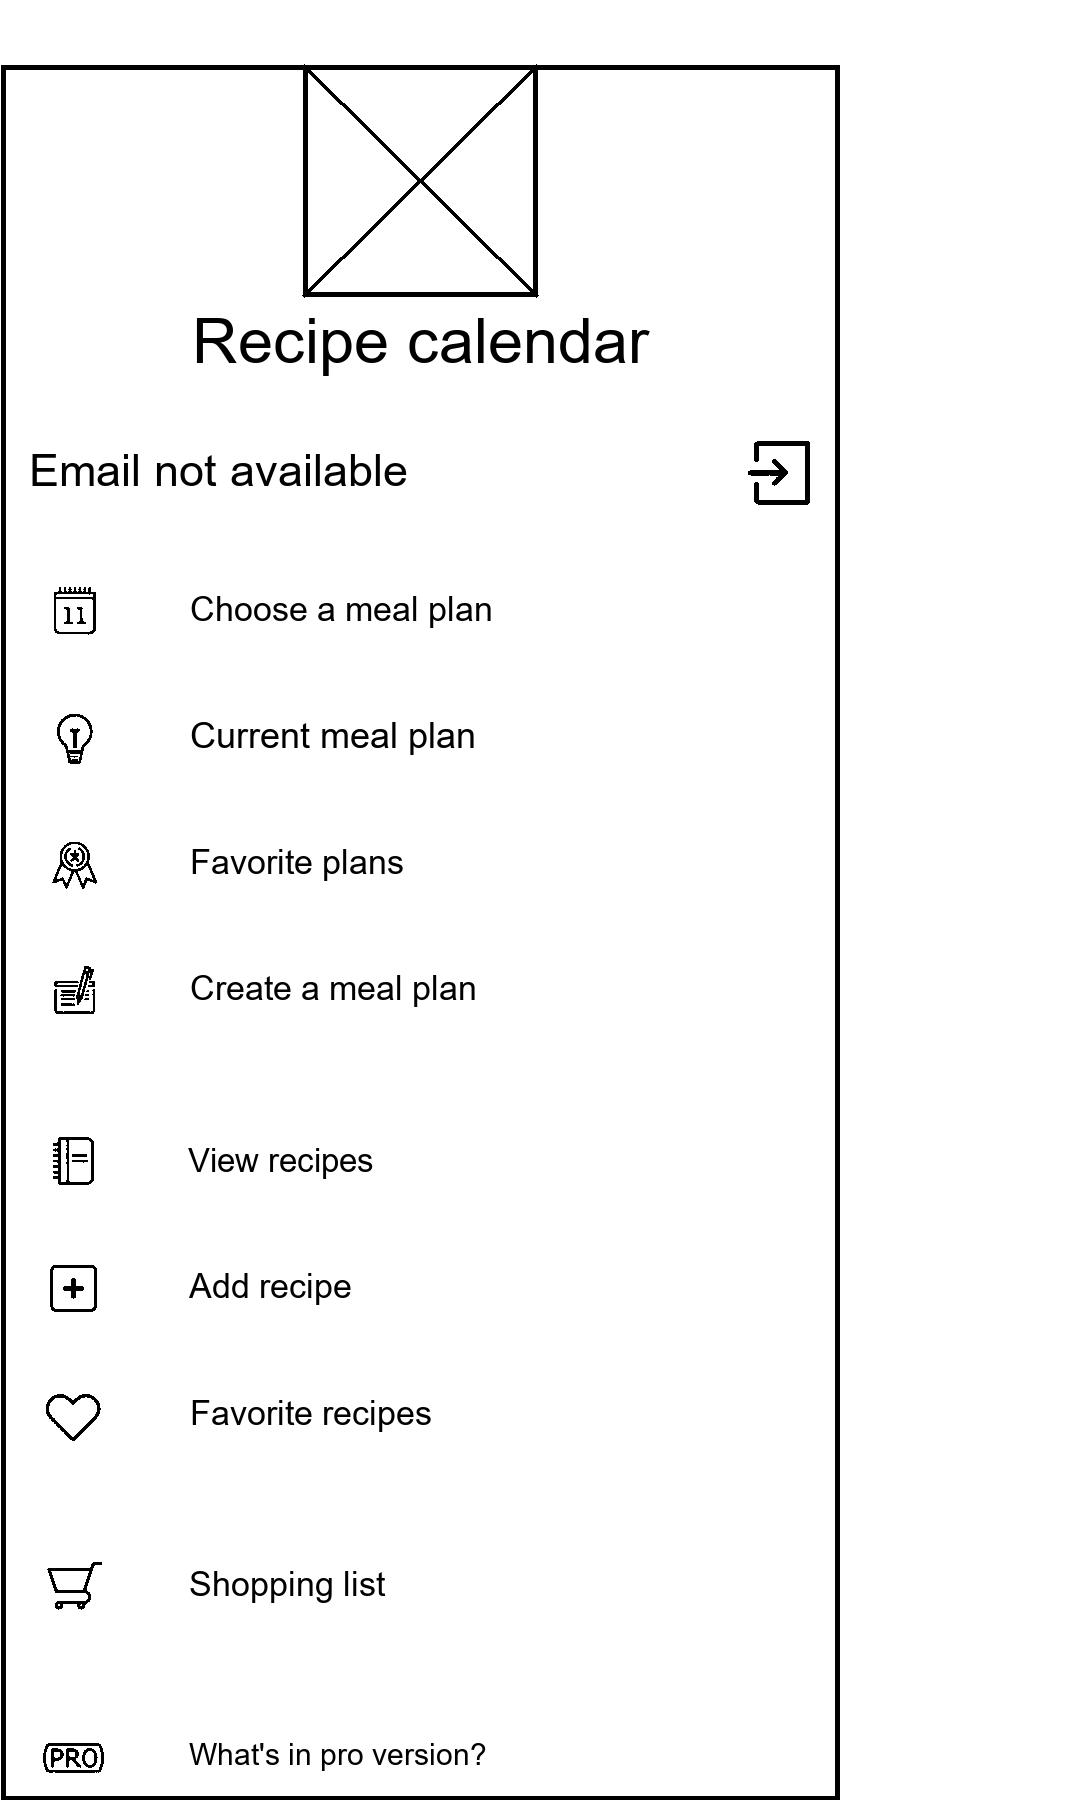 Recipe calendar
Email not available
11
Choose a meal plan
Current meal plan
Favorite plans
Create a meal plan
View recipes
Add recipe
Favorite recipes
Shopping list
PRO
What's in pro version?